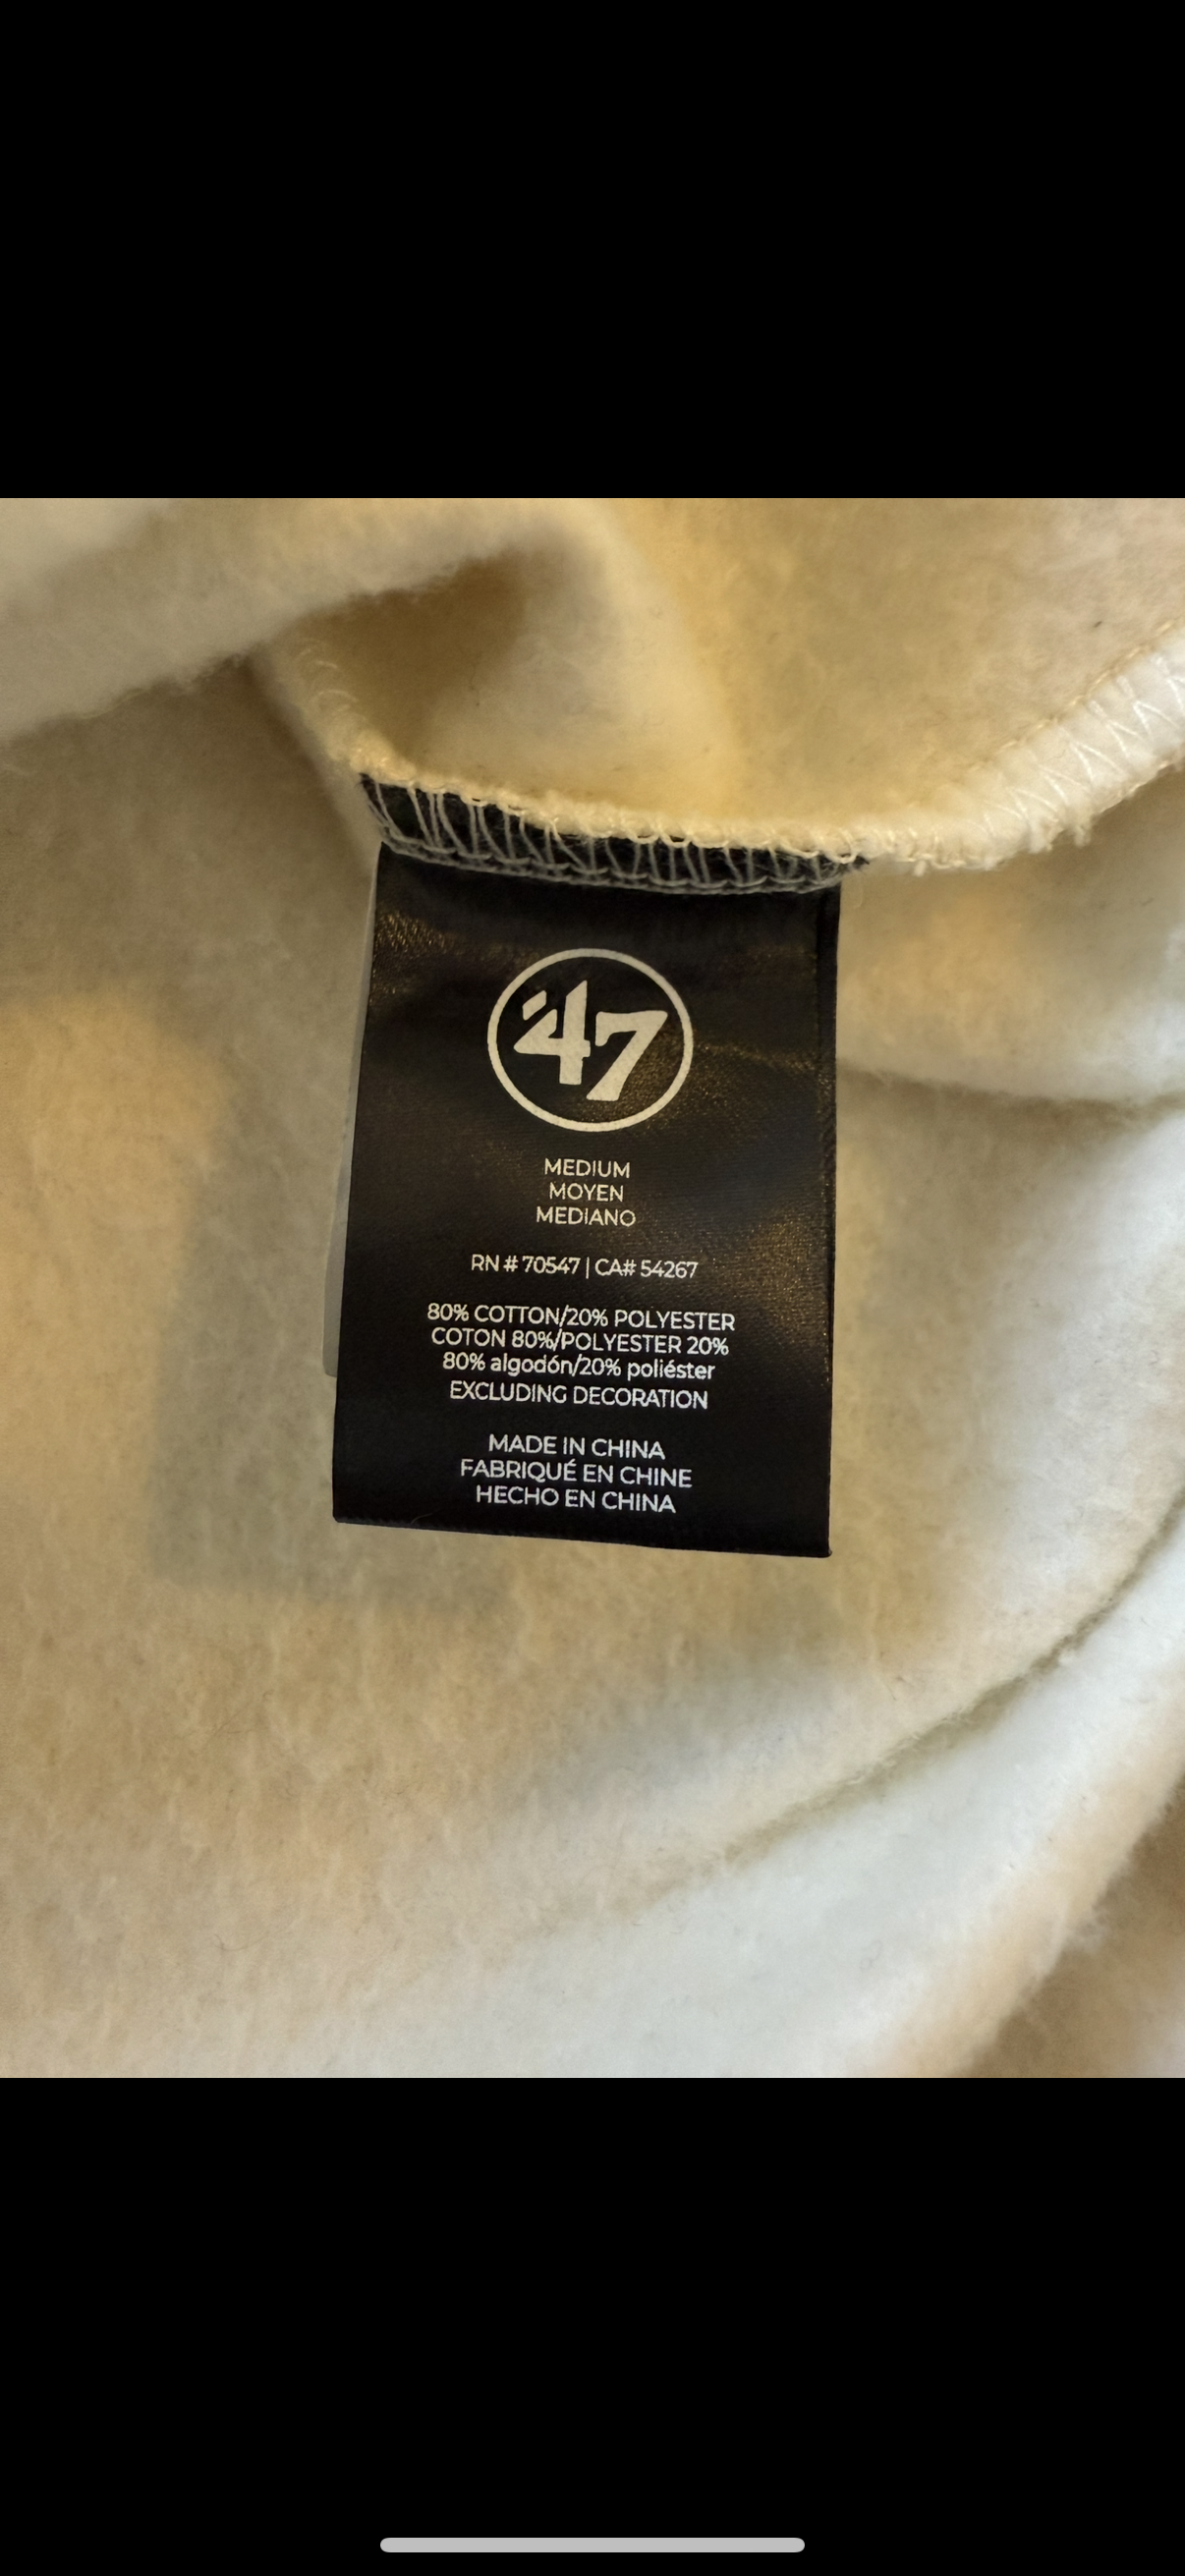 '47
MEDIUM
MOYEN
MEDIANO
RN # 70547 | CA# 54267
80% COTTON/20% POLYESTER
COTON 80%/POLYESTER 20%
80% algodón/20% poliéster
EXCLUDING DECORATION
MADE IN CHINA
FABRIQUÉ EN CHINE
HECHO EN CHINA